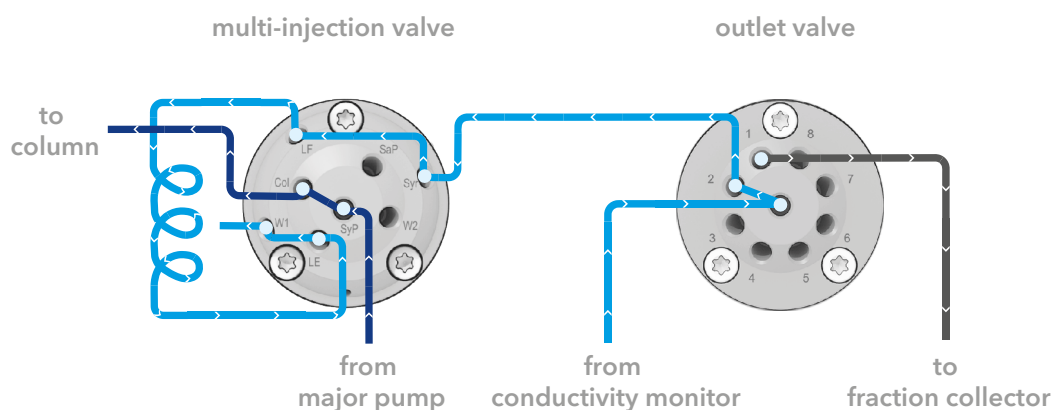 multi-injection valve
outlet valve
to
column
LF
SaP
Syr
Col
W1
SyP
W2
LE
1
8
2
7
3
6
4
5
from
major pump
from
conductivity monitor
to
fraction collector